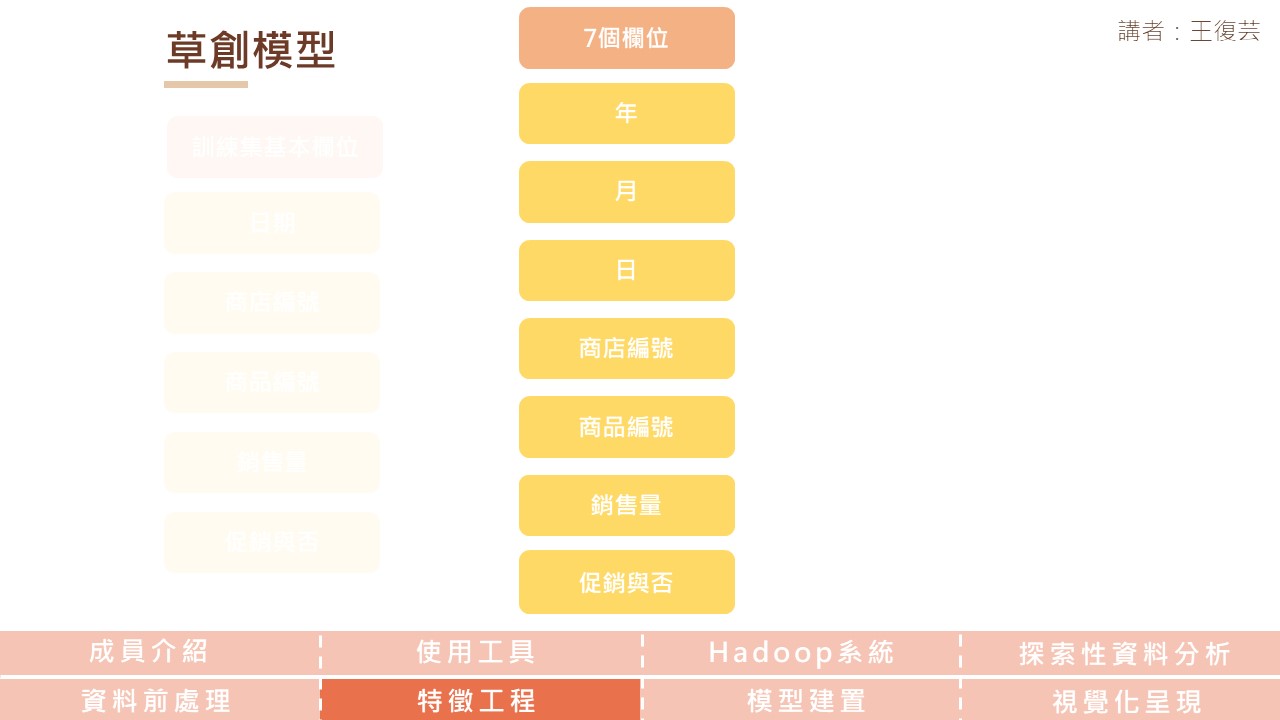 草創模型
講者：王復芸
訓練集基本欄位
日期
商店編號
商品編號
銷售量
促銷與否
7個欄位
年
月
日
商店編號
商品編號
銷售量
促銷與否
成員介紹
使用工具
Hadoop系統
探索性資料分析
資料前處理
特徵工程
模型建置
視覺化呈現